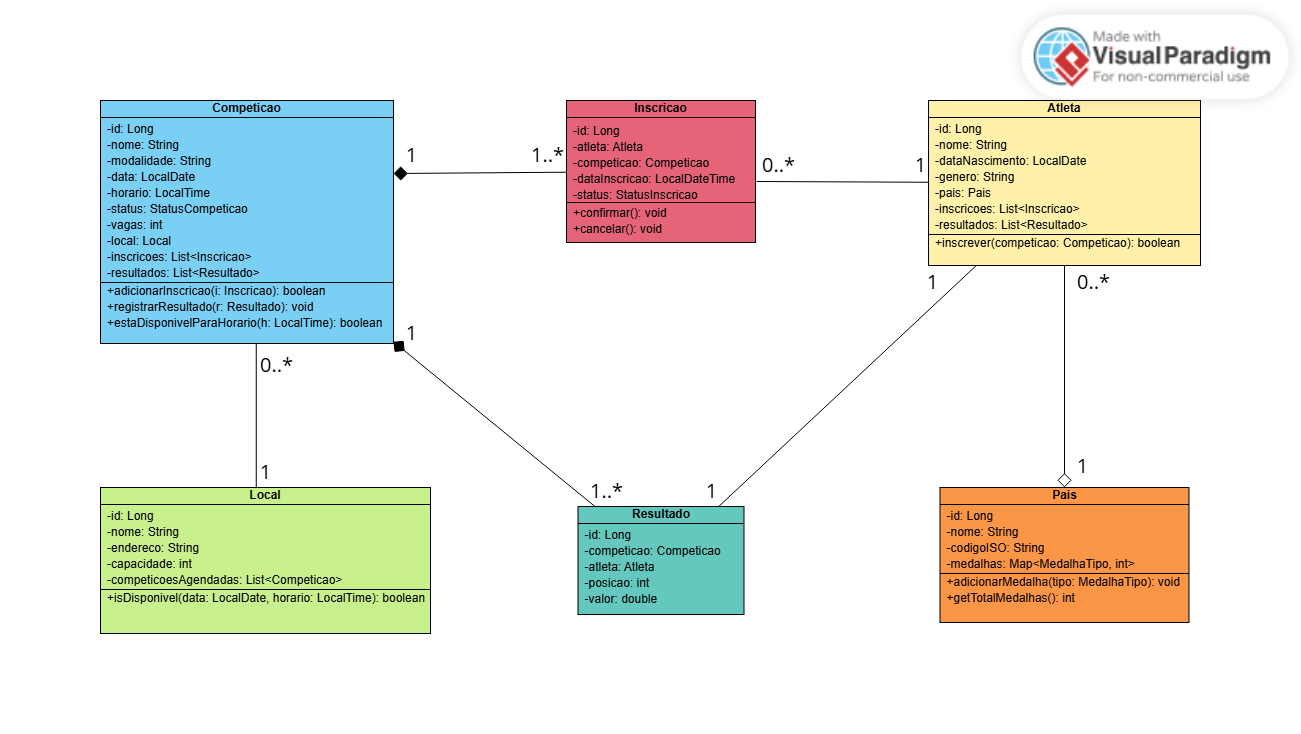 Made with
Visual Paradigm
For non-commercial use
Competicao
-id: Long
-nome: String
-modalidade: String
-data: LocalDate
-horario: LocalTime
-status: StatusCompeticao
-vagas: int
-local: Local
-inscricoes: List<Inscricao>
-resultados: List<Resultado>
+adicionarInscricao(i: Inscricao): boolean
+registrarResultado(r: Resultado): void
+estaDisponivelParaHorario(h: LocalTime): boolean
1
1..*
Inscricao
-id: Long
-atleta: Atleta
-competicao: Competicao
-dataInscricao: LocalDateTime
-status: StatusInscricao
+confirmar(): void
+cancelar(): void
0..*
1
Atleta
-id: Long
-nome: String
-dataNascimento: LocalDate
-genero: String
-pais: Pais
-inscricoes: List<Inscricao>
-resultados: List<Resultado>
+inscrever(competicao: Competicao): boolean
1
0..*
1
0..*
1
1..*
1
1
Local
-id: Long
-nome: String
-endereco: String
-capacidade: int
-competicoesAgendadas: List<Competicao>
+isDisponivel(data: LocalDate, horario: LocalTime): boolean
Resultado
-id: Long
-competicao: Competicao
-atleta: Atleta
-posicao: int
-valor: double
Pais
-id: Long
-nome: String
-codigoISO: String
-medalhas: Map<MedalhaTipo, int>
+adicionarMedalha(tipo: MedalhaTipo): void
+getTotalMedalhas(): int